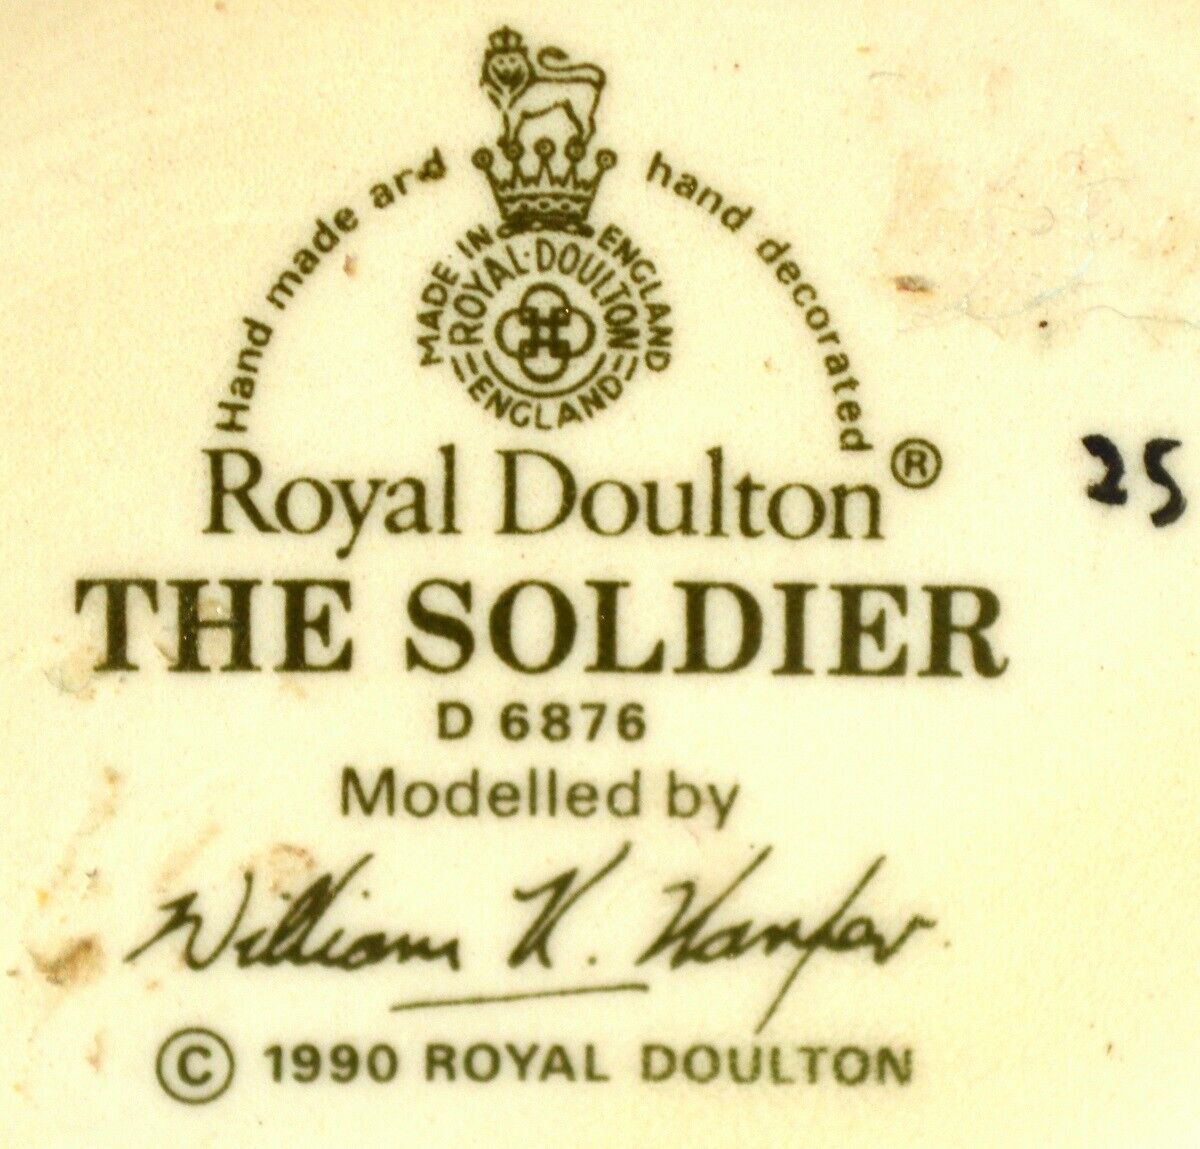 Hand made and hand decorated
MADE IN ENGLAND
ROYAL·DOULTON
ENGLAND
Royal Doulton®
25
THE SOLDIER
D 6876
Modelled by
William K. Harper
© 1990 ROYAL DOULTON